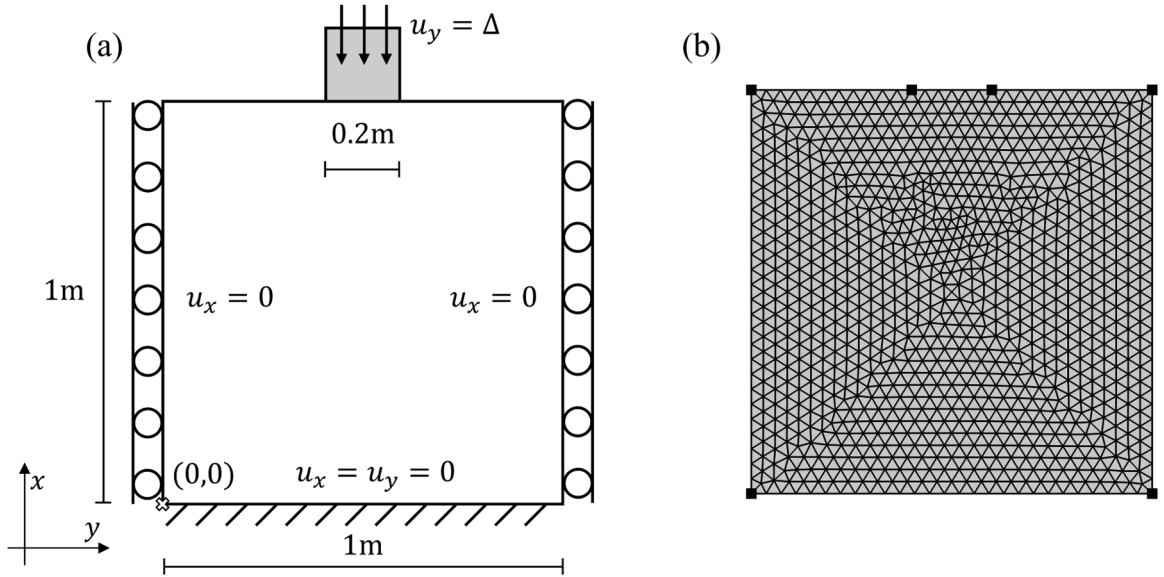 (a)
u_y = Δ
(b)
0.2m
1m
u_x = 0
u_x = 0
(0,0)
u_x = u_y = 0
x
y
1m